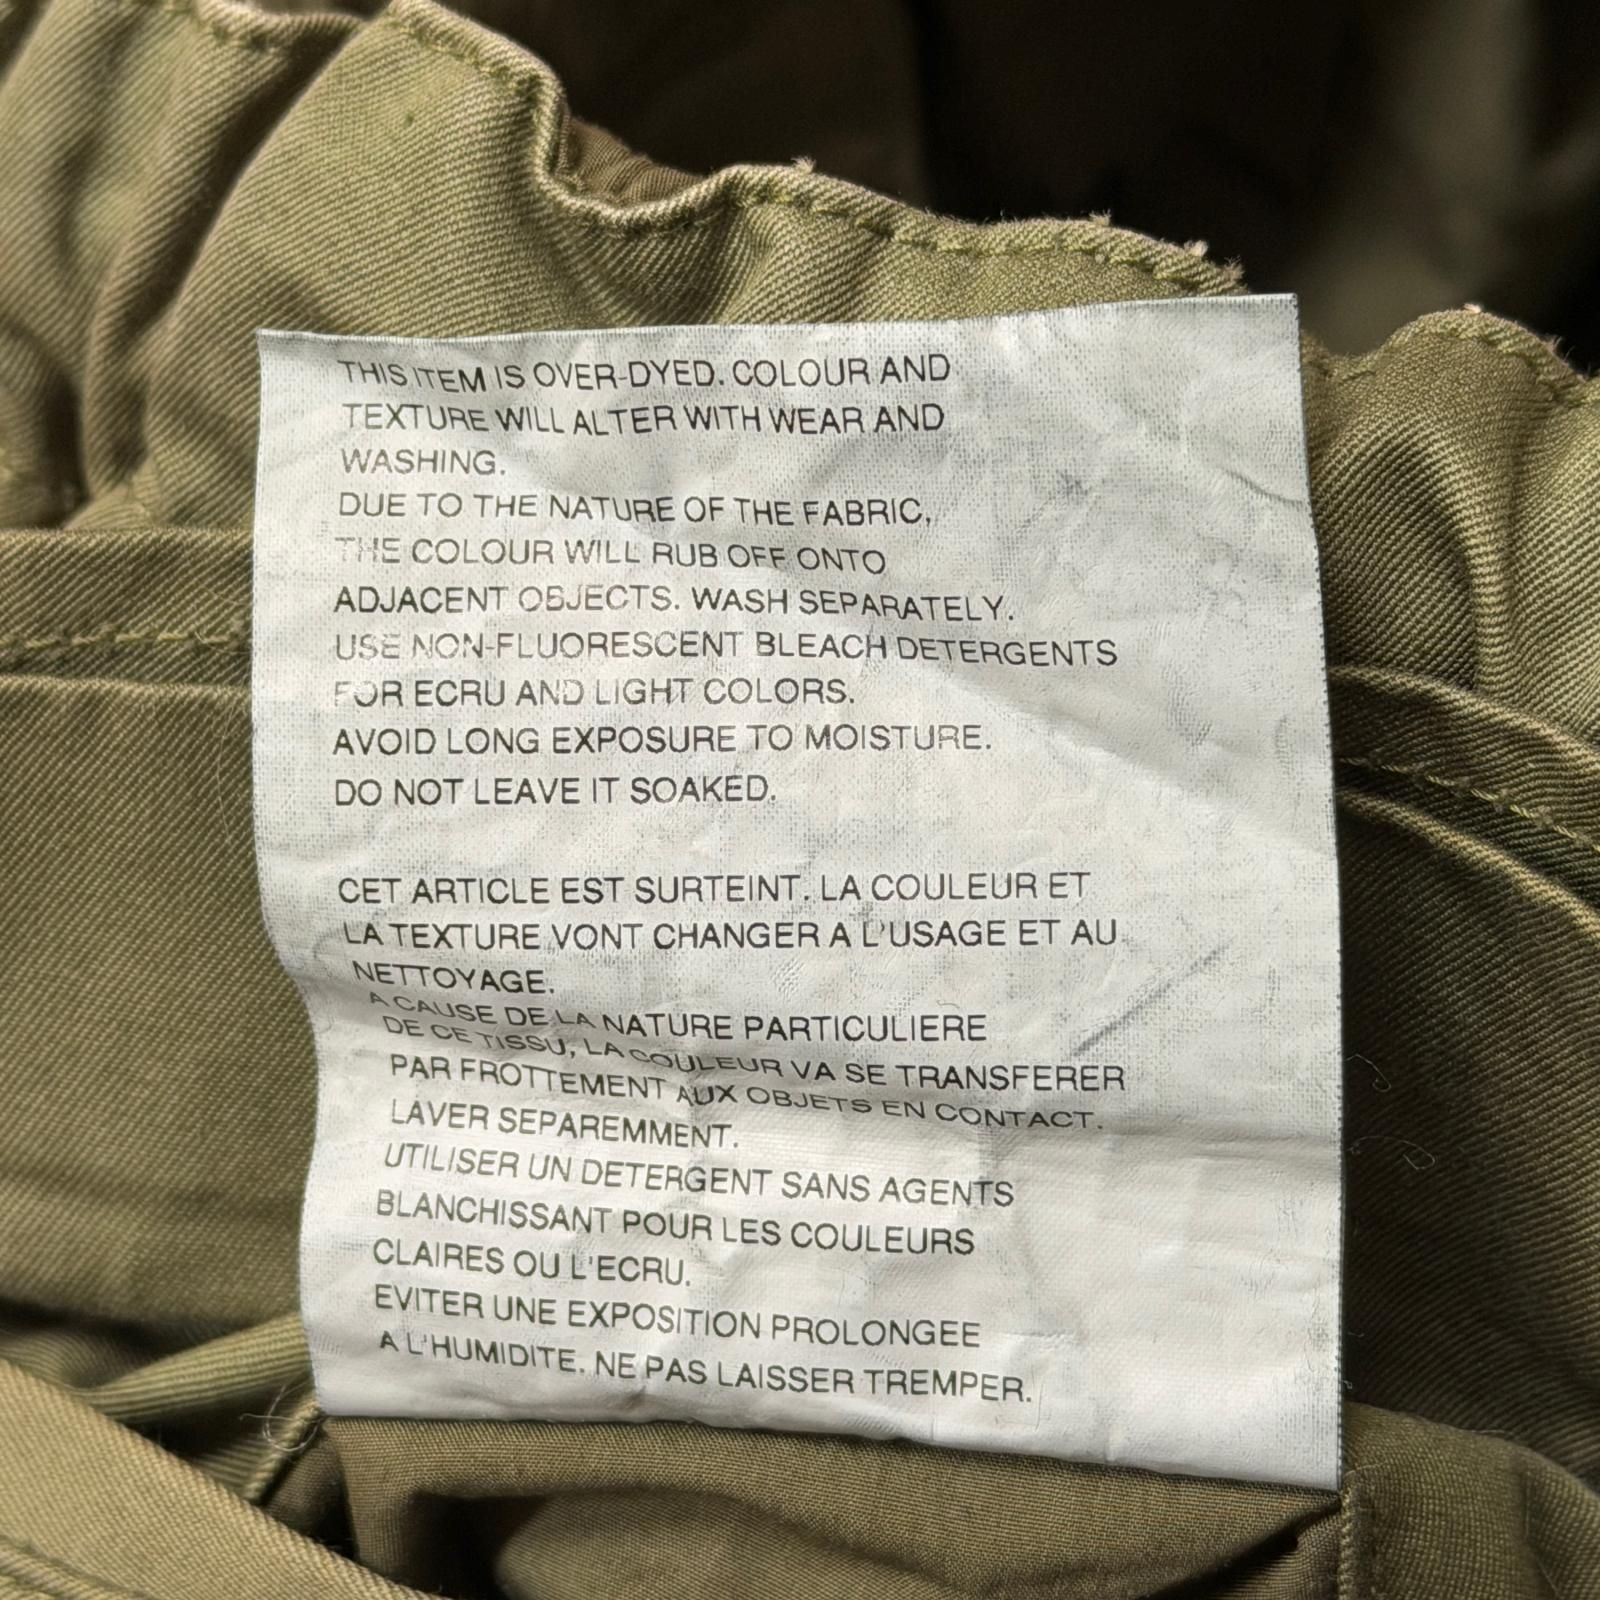 THIS ITEM IS OVER-DYED. COLOUR AND
TEXTURE WILL ALTER WITH WEAR AND
WASHING.
DUE TO THE NATURE OF THE FABRIC,
THE COLOUR WILL RUB OFF ONTO
ADJACENT OBJECTS. WASH SEPARATELY.
USE NON-FLUORESCENT BLEACH DETERGENTS
FOR ECRU AND LIGHT COLORS.
AVOID LONG EXPOSURE TO MOISTURE.
DO NOT LEAVE IT SOAKED.
CET ARTICLE EST SURTEINT. LA COULEUR ET
LA TEXTURE VONT CHANGER A L'USAGE ET AU
NETTOYAGE.
A CAUSE DE LA NATURE PARTICULIERE
DE CE TISSU, LA COULEUR VA SE TRANSFERER
PAR FROTTEMENT AUX OBJETS EN CONTACT.
LAVER SEPAREMMENT.
UTILISER UN DETERGENT SANS AGENTS
BLANCHISSANT POUR LES COULEURS
CLAIRES OU L'ECRU.
EVITER UNE EXPOSITION PROLONGEE
A L'HUMIDITE. NE PAS LAISSER TREMPER.